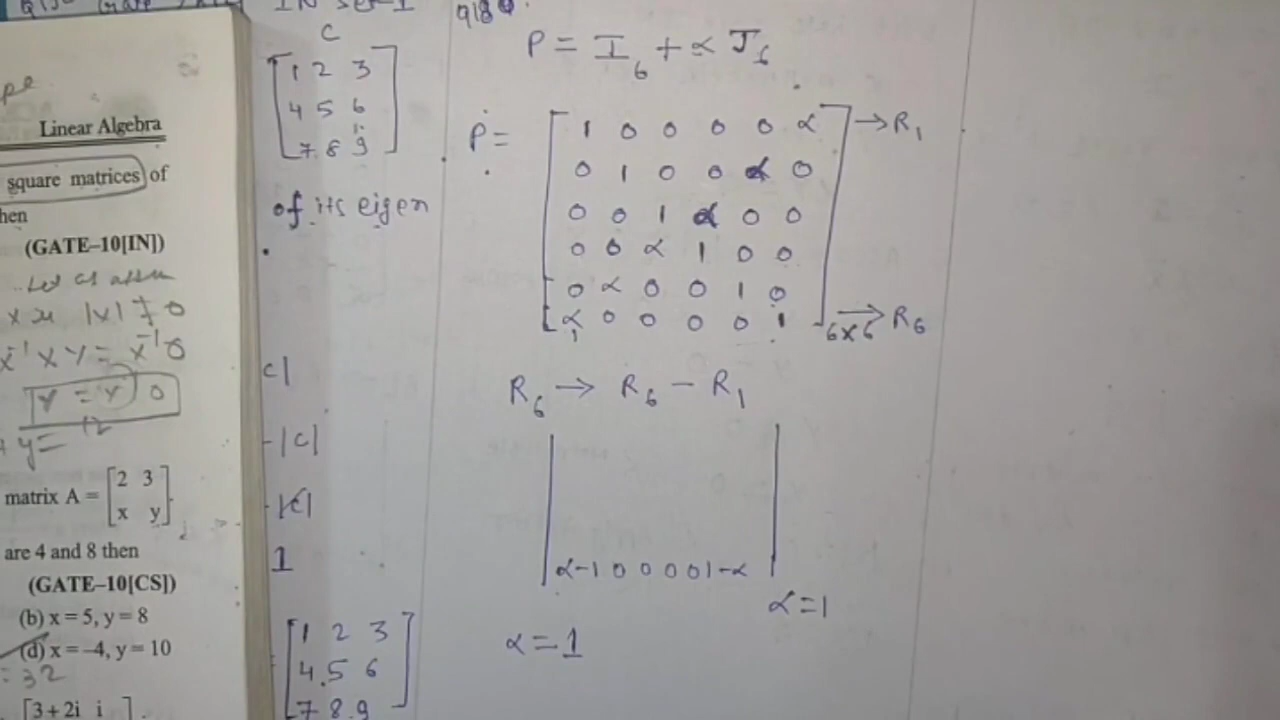 Linear Algebra
square matrices of
hen
(GATE–10[IN])
x⁻¹ x y = x⁻¹ 0
matrix A = [2 3
x y]
are 4 and 8 then
(GATE–10[CS])
(b) x = 5, y = 8
(d) x = –4, y = 10
= 32
[3+2i i ]
C
[1 2 3
4 5 6
7 8 9]
of its eigen
c|
-|c|
-|c|
1
[1 2 3
4 5 6
7 8 9
P = I₆ + α J₆
P = [1 0 0 0 0 α] → R₁
0 1 0 0 α 0
0 0 1 α 0 0
0 0 α 1 0 0
0 α 0 0 1 0
α 0 0 0 0 1] 6×6 → R₆
R₆ → R₆ – R₁
α-1 0 0 0 0 1-α
α = 1
α = 1